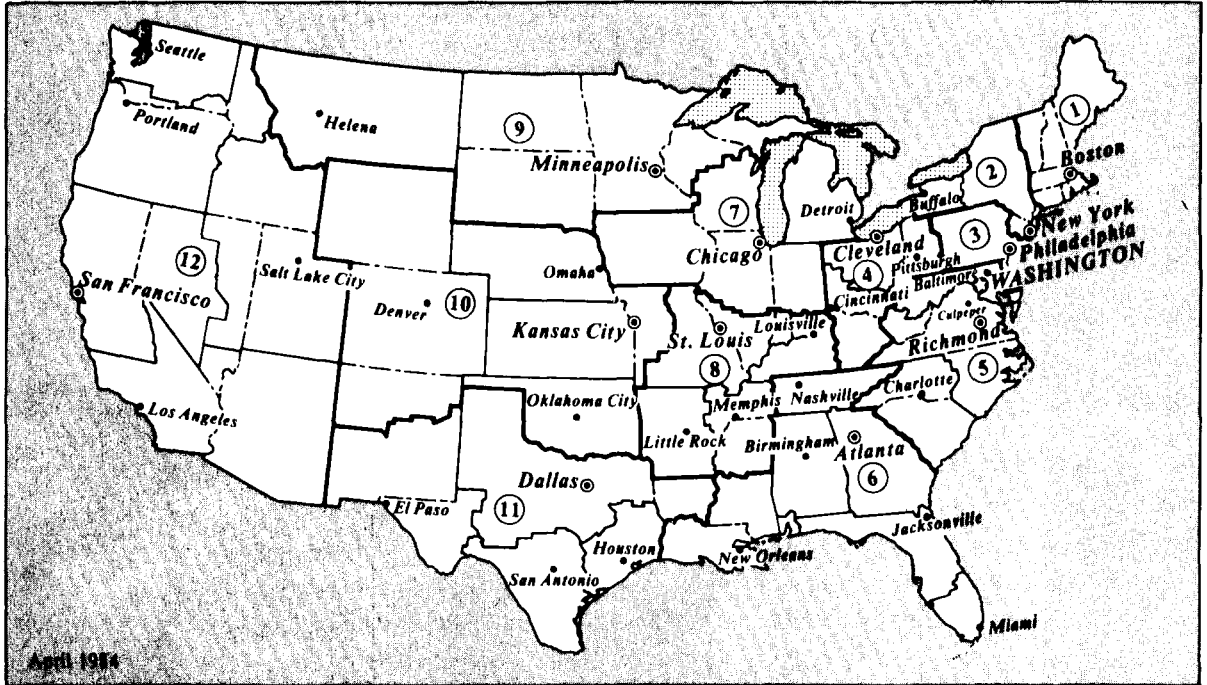 Seattle
Portland
Helena
9
Minneapolis
1
Boston
2
Buffalo
7
Detroit
3
New York
Philadelphia
Cleveland
Chicago
Pittsburgh
WASHINGTON
Baltimore
4
Cincinnati
12
San Francisco
Salt Lake City
Omaha
10
Denver
Culpeper
Kansas City
St. Louis
Louisville
Richmond
8
5
Charlotte
Nashville
Memphis
Los Angeles
Oklahoma City
Little Rock
Birmingham
Atlanta
6
Dallas
El Paso
11
Jacksonville
Houston
New Orleans
San Antonio
Miami
April 1984